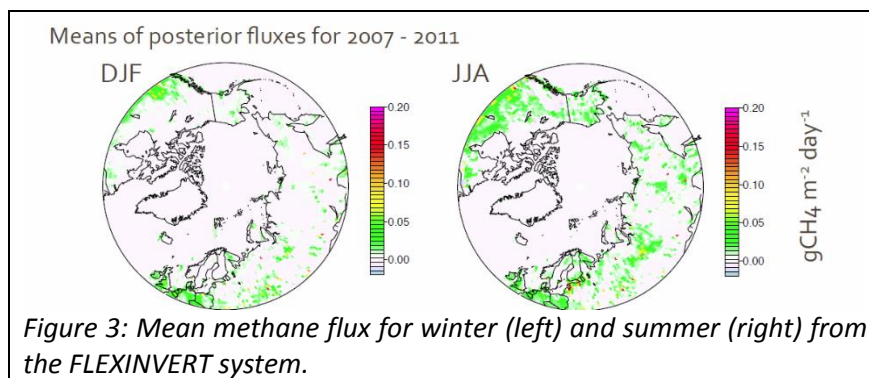 Means of posterior fluxes for 2007 - 2011
DJF
JJA
0.20
0.15
0.10
0.05
0.00
0.20
0.15
0.10
0.05
0.00
gCH4 m⁻² day⁻¹
Figure 3: Mean methane flux for winter (left) and summer (right) from
the FLEXINVERT system.